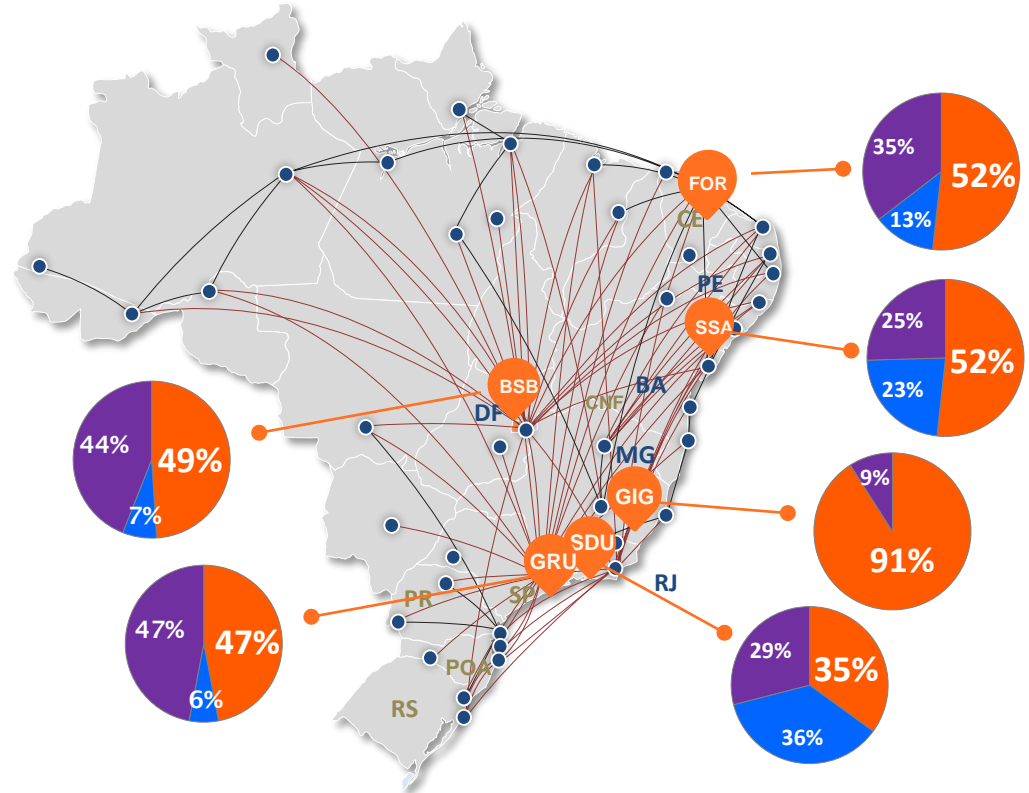 35%
52%
13%
FOR
CE
PE
25%
52%
23%
SSA
BSB
DF
BA
CNF
44%
49%
7%
MG
GIG
9%
91%
SDU
GRU
RJ
PR
SP
47%
47%
6%
POA
RS
29%
35%
36%